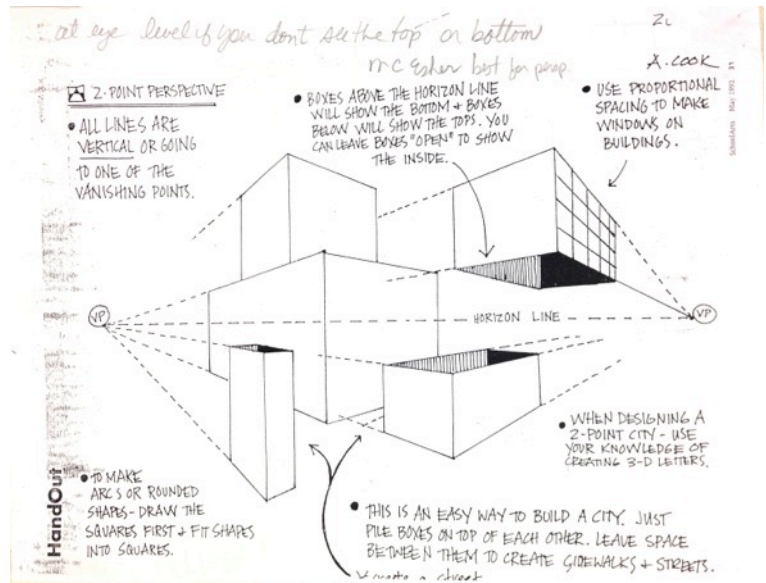 at eye level if you dont see the top or bottom
mc Esher best for persp.
A. COOK
2-POINT PERSPECTIVE
• ALL LINES ARE
VERTICAL OR GOING
TO ONE OF THE
VANISHING POINTS.
• BOXES ABOVE THE HORIZON LINE
WILL SHOW THE BOTTOM + BOXES
BELOW WILL SHOW THE TOPS. YOU
CAN LEAVE BOXES "OPEN" TO SHOW
THE INSIDE.
• USE PROPORTIONAL
SPACING TO MAKE
WINDOWS ON
BUILDINGS.
SchoolArts May 1992 31
VP
HORIZON LINE
VP
• WHEN DESIGNING A
2-POINT CITY - USE
YOUR KNOWLEDGE OF
CREATING 3-D LETTERS.
HandOut
• TO MAKE
ARCS OR ROUNDED
SHAPES - DRAW THE
SQUARES FIRST + FIT SHAPES
INTO SQUARES.
• THIS IS AN EASY WAY TO BUILD A CITY. JUST
PILE BOXES ON TOP OF EACH OTHER. LEAVE SPACE
BETWEEN THEM TO CREATE SIDEWALKS + STREETS.